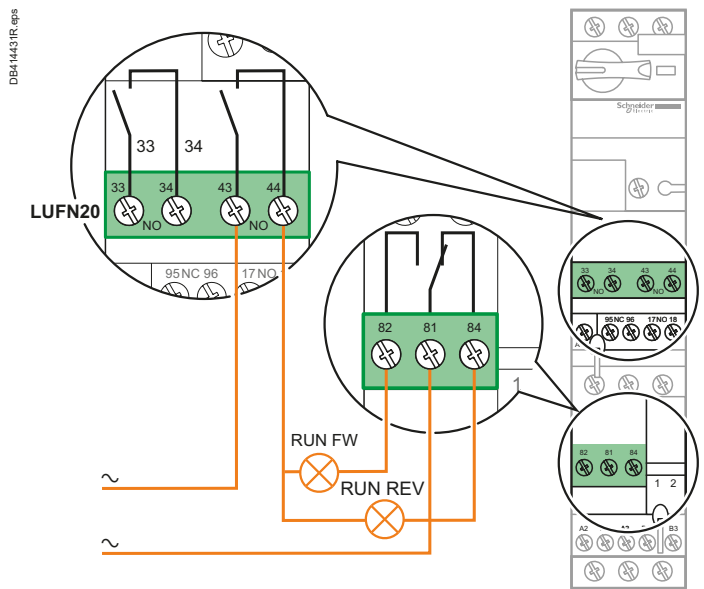 DB414431R.eps
33 34
33 34 43 44
NO NO
LUFN20
95 NC 96 17 NO
82 81 84
1
RUN FW
RUN REV
~
~
Schneider
Electric
33 34 43 44
NO NO
95 NC 96 17 NO 18
A
82 81 84
1 2
A2 B3